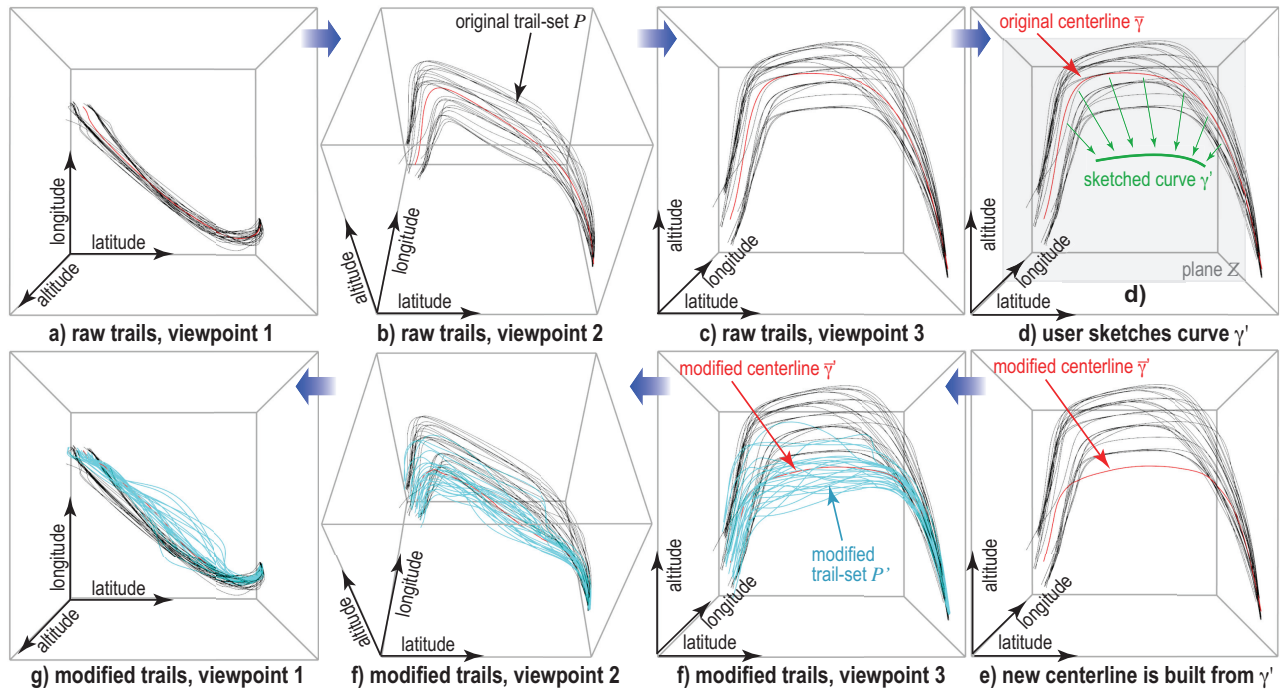 longitude
latitude
altitude
a) raw trails, viewpoint 1
original trail-set P
altitude
longitude
latitude
b) raw trails, viewpoint 2
altitude
longitude
latitude
c) raw trails, viewpoint 3
original centerline γ̅
sketched curve γ'
altitude
longitude
plane Z
latitude
d)
d) user sketches curve γ'
longitude
latitude
altitude
g) modified trails, viewpoint 1
altitude
longitude
latitude
f) modified trails, viewpoint 2
modified centerline γ̅'
altitude
modified
trail-set P'
longitude
latitude
f) modified trails, viewpoint 3
modified centerline γ̅'
altitude
longitude
latitude
e) new centerline is built from γ'